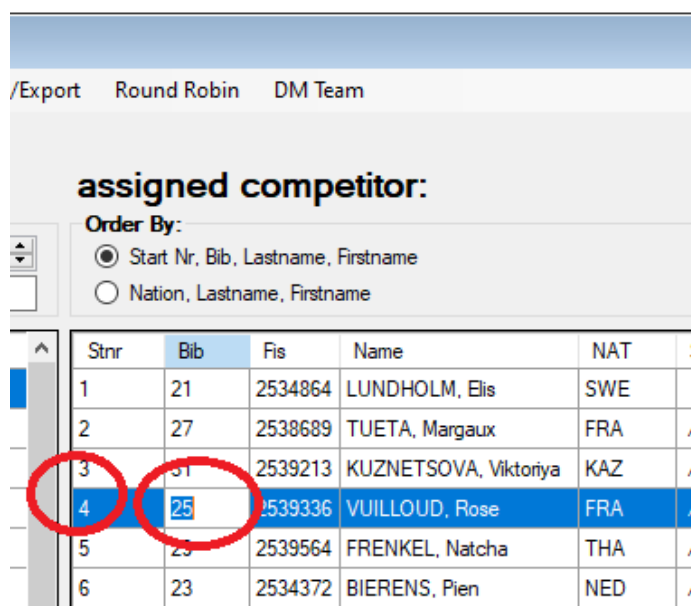 /Export Round Robin DM Team
assigned competitor:
Order By:
Start Nr, Bib, Lastname, Firstname
Nation, Lastname, Firstname
Stnr Bib Fis Name NAT
1 21 2534864 LUNDHOLM, Elis SWE
2 27 2538689 TUETA, Margaux FRA
3 31 2539213 KUZNETSOVA, Viktoriya KAZ
4 25 2539336 VUILLOUD, Rose FRA
5 2539564 FRENKEL, Natcha THA
6 23 2534372 BIERENS, Pien NED